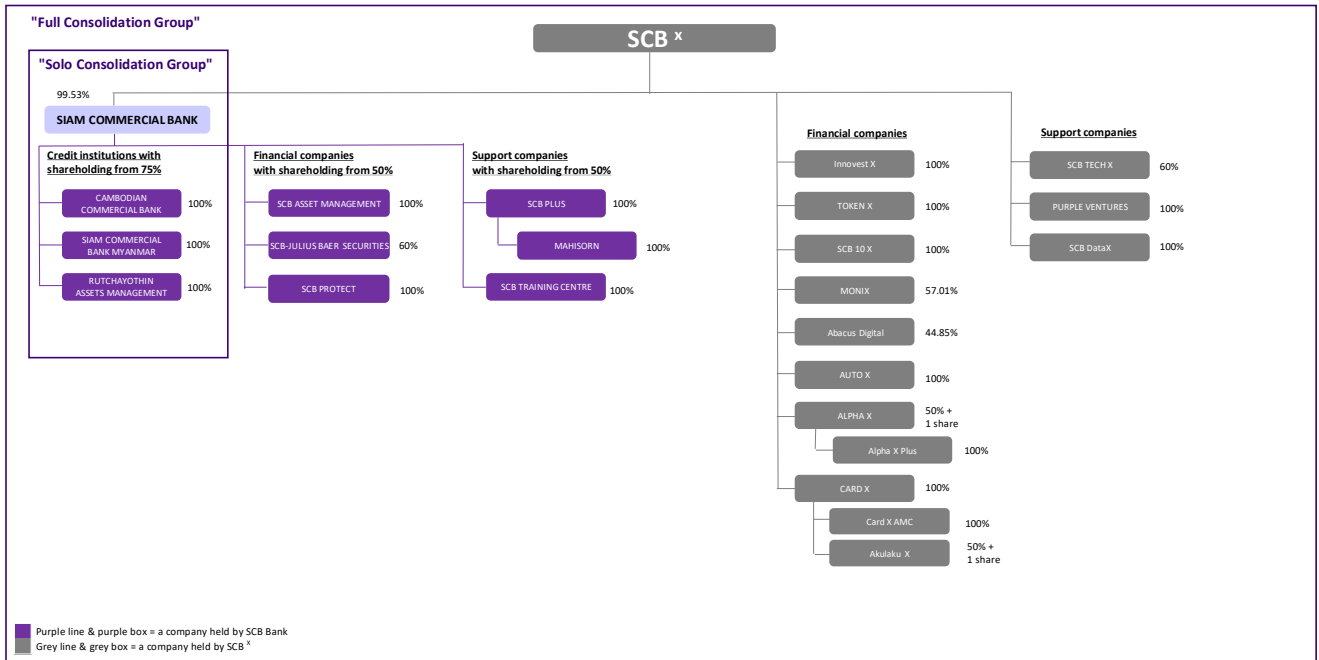 "Full Consolidation Group"
SCB X
"Solo Consolidation Group"
99.53%
SIAM COMMERCIAL BANK
Credit institutions with
shareholding from 75%
CAMBODIAN
COMMERCIAL BANK
100%
SIAM COMMERCIAL
BANK MYANMAR
100%
RUTCHAYOTHIN
ASSETS MANAGEMENT
100%
Financial companies
with shareholding from 50%
SCB ASSET MANAGEMENT
100%
SCB-JULIUS BAER SECURITIES
60%
SCB PROTECT
100%
Support companies
with shareholding from 50%
SCB PLUS
100%
MAHISORN
100%
SCB TRAINING CENTRE
100%
Financial companies
Innovest X
100%
TOKEN X
100%
SCB 10 X
100%
MONIX
57.01%
Abacus Digital
44.85%
AUTO X
100%
ALPHA X
50% +
1 share
Alpha X Plus
100%
CARD X
100%
Card X AMC
100%
Akulaku X
50% +
1 share
Support companies
SCB TECH X
60%
PURPLE VENTURES
100%
SCB DataX
100%
Purple line & purple box = a company held by SCB Bank
Grey line & grey box = a company held by SCB X